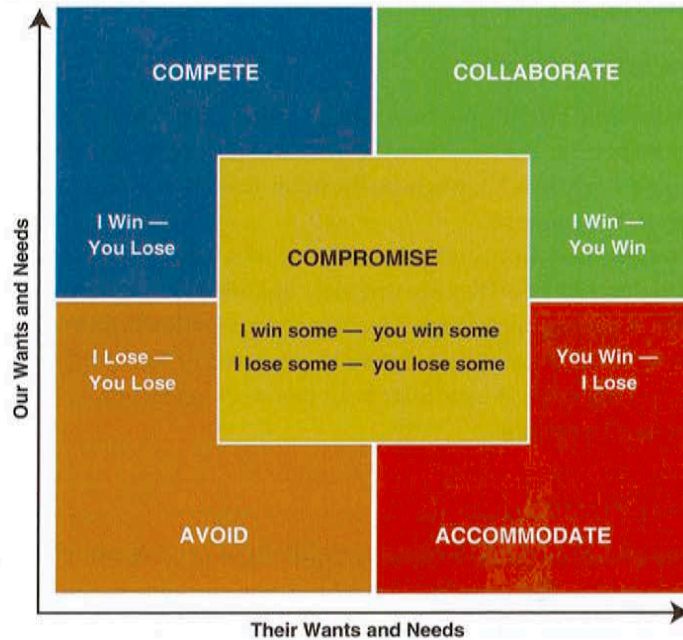 COMPETE
COLLABORATE
I Win —
You Lose
I Win —
You Win
COMPROMISE
I win some — you win some
I lose some — you lose some
I Lose —
You Lose
You Win —
I Lose
AVOID
ACCOMMODATE
Our Wants and Needs
Their Wants and Needs